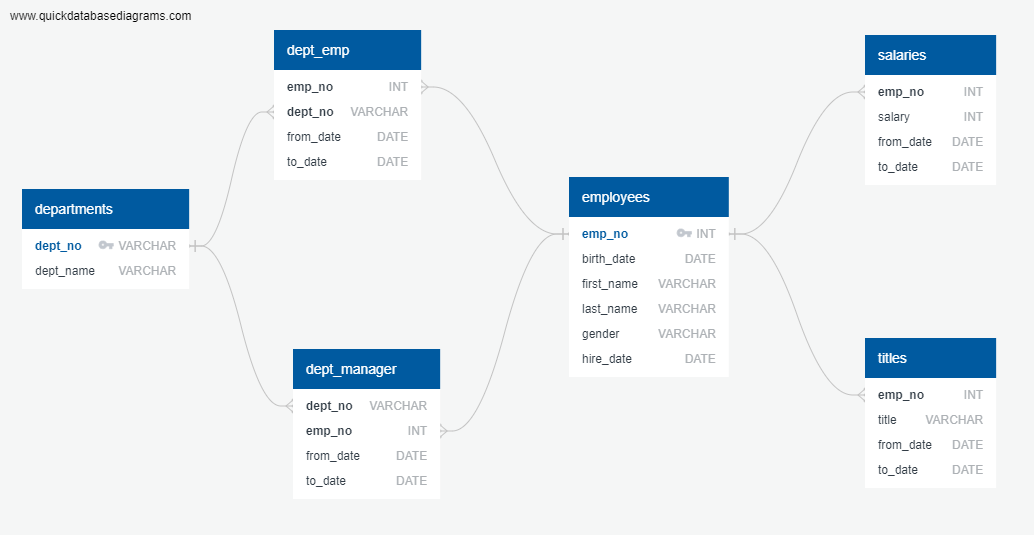 www.quickdatabasediagrams.com
dept_emp
emp_no INT
dept_no VARCHAR
from_date DATE
to_date DATE
departments
dept_no VARCHAR
dept_name VARCHAR
dept_manager
dept_no VARCHAR
emp_no INT
from_date DATE
to_date DATE
employees
emp_no INT
birth_date DATE
first_name VARCHAR
last_name VARCHAR
gender VARCHAR
hire_date DATE
salaries
emp_no INT
salary INT
from_date DATE
to_date DATE
titles
emp_no INT
title VARCHAR
from_date DATE
to_date DATE